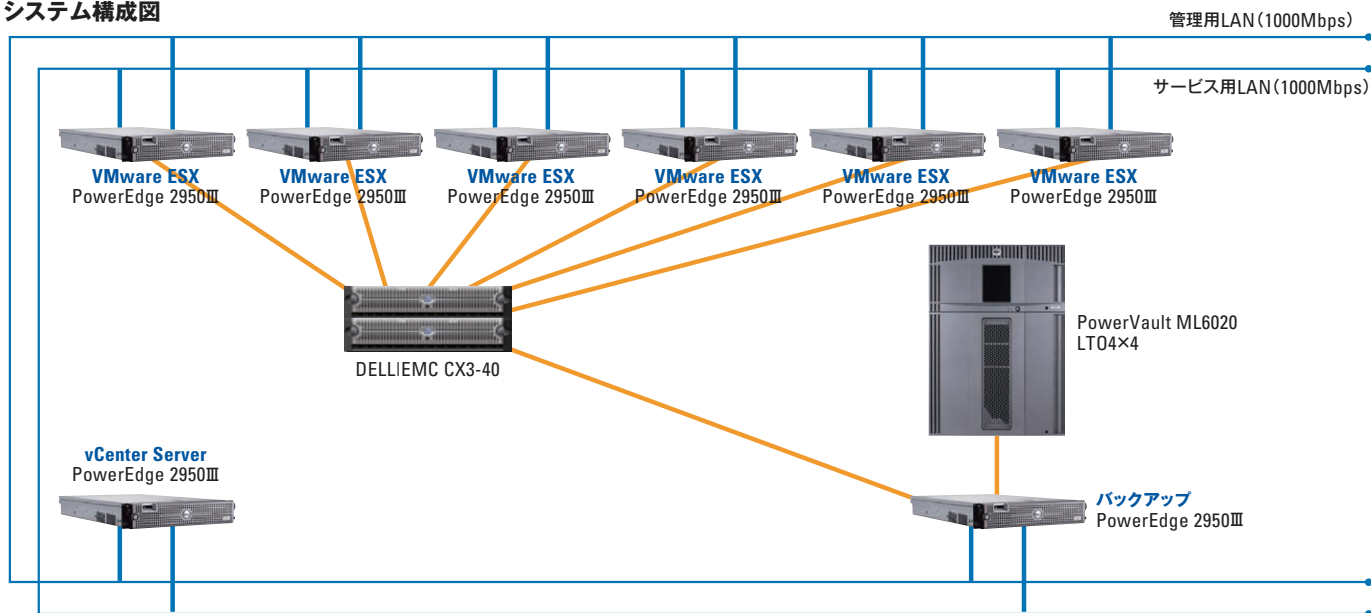 システム構成図
管理用LAN(1000Mbps)
サービス用LAN(1000Mbps)
VMware ESX
PowerEdge 2950Ⅲ
VMware ESX
PowerEdge 2950Ⅲ
VMware ESX
PowerEdge 2950Ⅲ
VMware ESX
PowerEdge 2950Ⅲ
VMware ESX
PowerEdge 2950Ⅲ
VMware ESX
PowerEdge 2950Ⅲ
PowerVault ML6020
LTO4×4
DELL|EMC CX3-40
vCenter Server
PowerEdge 2950Ⅲ
バックアップ
PowerEdge 2950Ⅲ